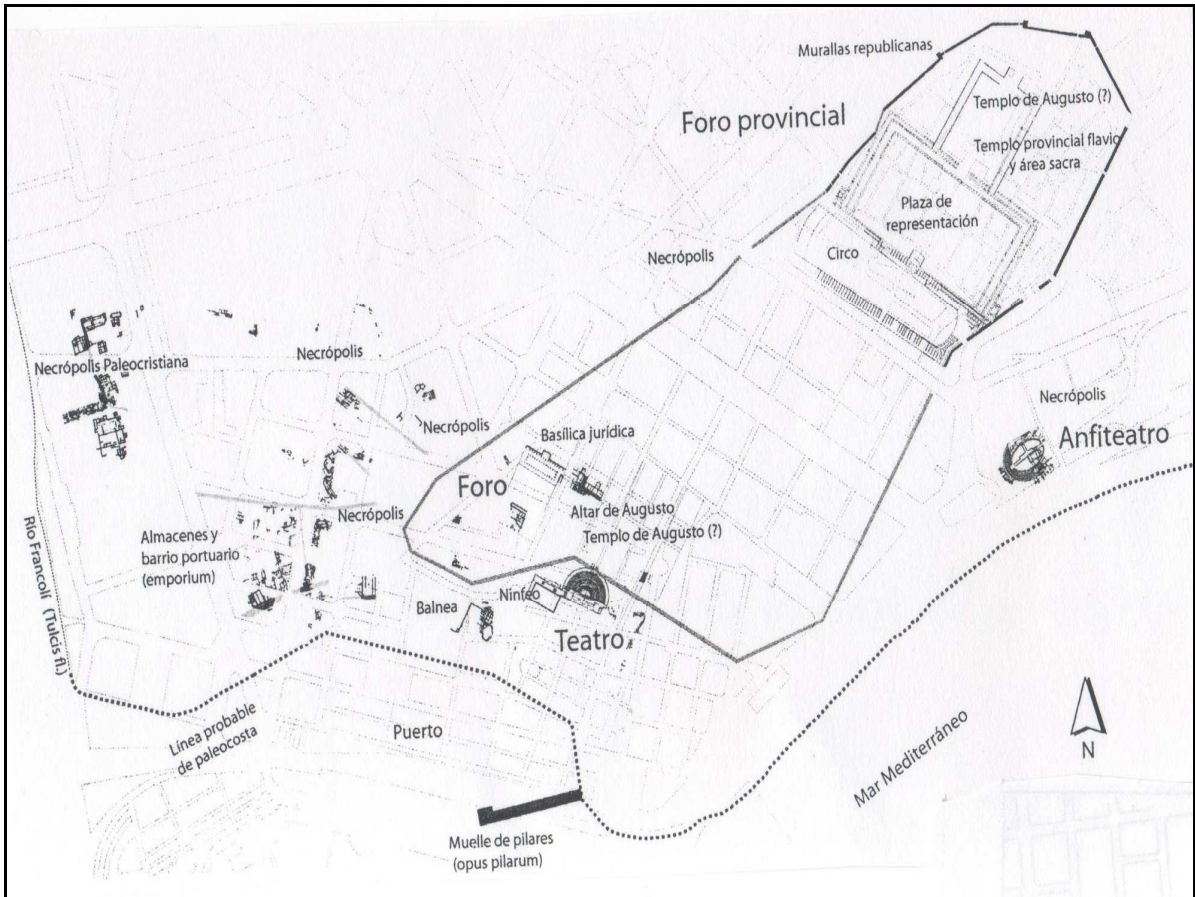 Murallas republicanas
Foro provincial
Templo de Augusto (?)
Templo provincial flavio
y área sacra
Plaza de
representación
Necrópolis
Circo
Necrópolis
Necrópolis Paleocristiana
Necrópolis
Necrópolis
Anfiteatro
Basílica jurídica
Foro
Necrópolis
Altar de Augusto
Templo de Augusto (?)
Almacenes y
barrio portuario
(emporium)
Río Francolí (Tulcis fl.)
Balnea
Ninfeo
Teatro
Línea probable
de paleocosta
Puerto
Mar Mediterráneo
N
Muelle de pilares
(opus pilarum)